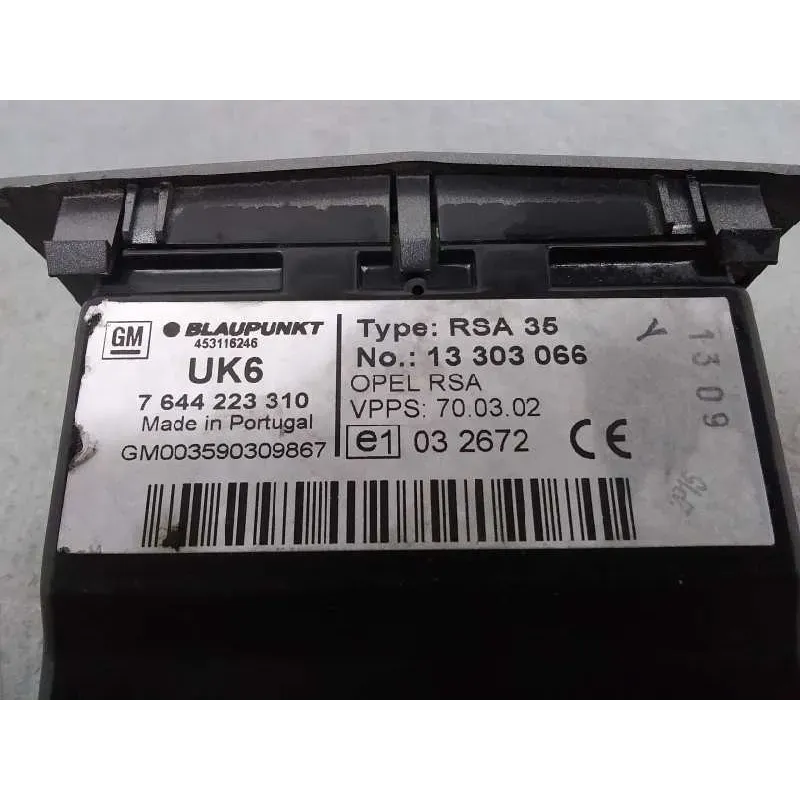 GM
BLAUPUNKT
453116246
UK6
7 644 223 310
Made in Portugal
GM003590309867
Type: RSA 35
No.: 13 303 066
OPEL RSA
VPPS: 70.03.02
e1 03 2672 CE
1309